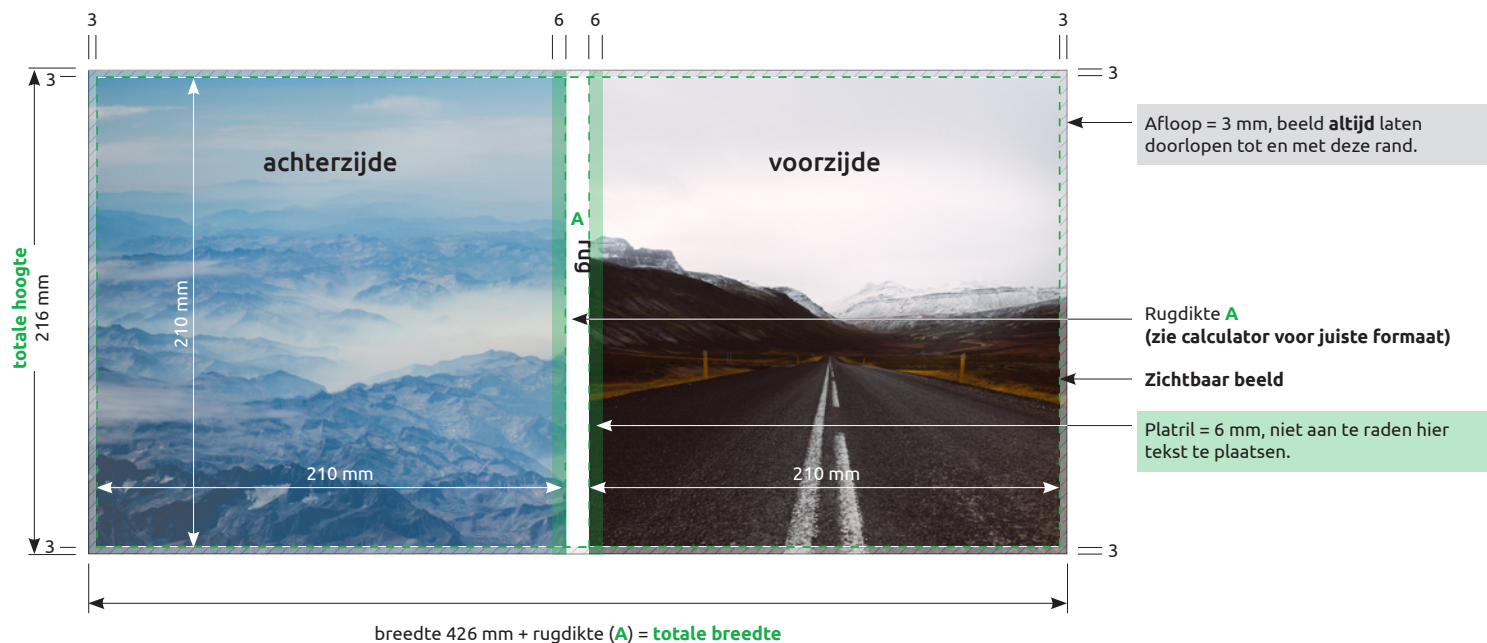 3
6
6
3
3
3
achterzijde
voorzijde
Afloop = 3 mm, beeld altijd laten
doorlopen tot en met deze rand.
A
rug
totale hoogte
216 mm
210 mm
Rugdikte A
(zie calculator voor juiste formaat)
Zichtbaar beeld
Platril = 6 mm, niet aan te raden hier
tekst te plaatsen.
210 mm
210 mm
3
3
breedte 426 mm + rugdikte (A) = totale breedte